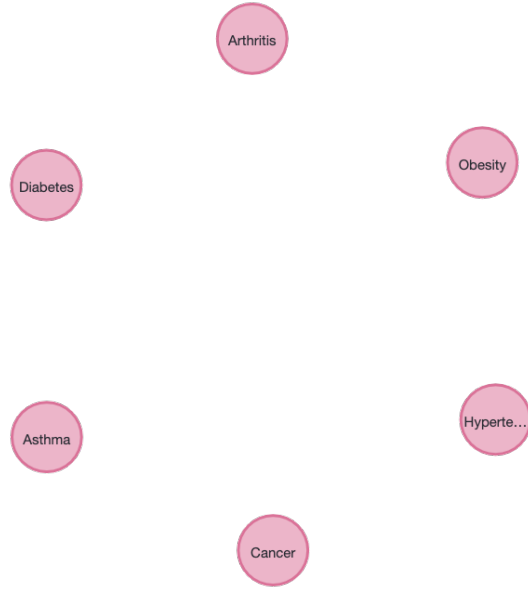 Arthritis
Obesity
Diabetes
Hyperte...
Asthma
Cancer